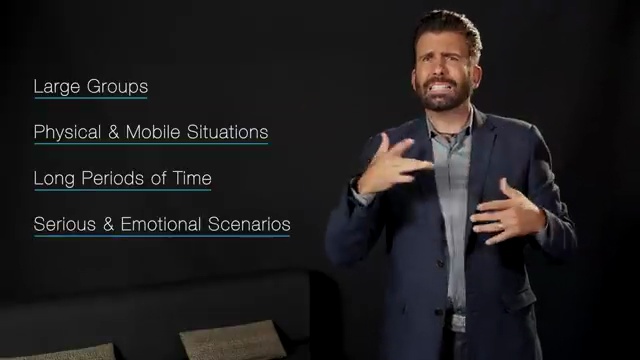 Large Groups
Physical & Mobile Situations
Long Periods of Time
Serious & Emotional Scenarios